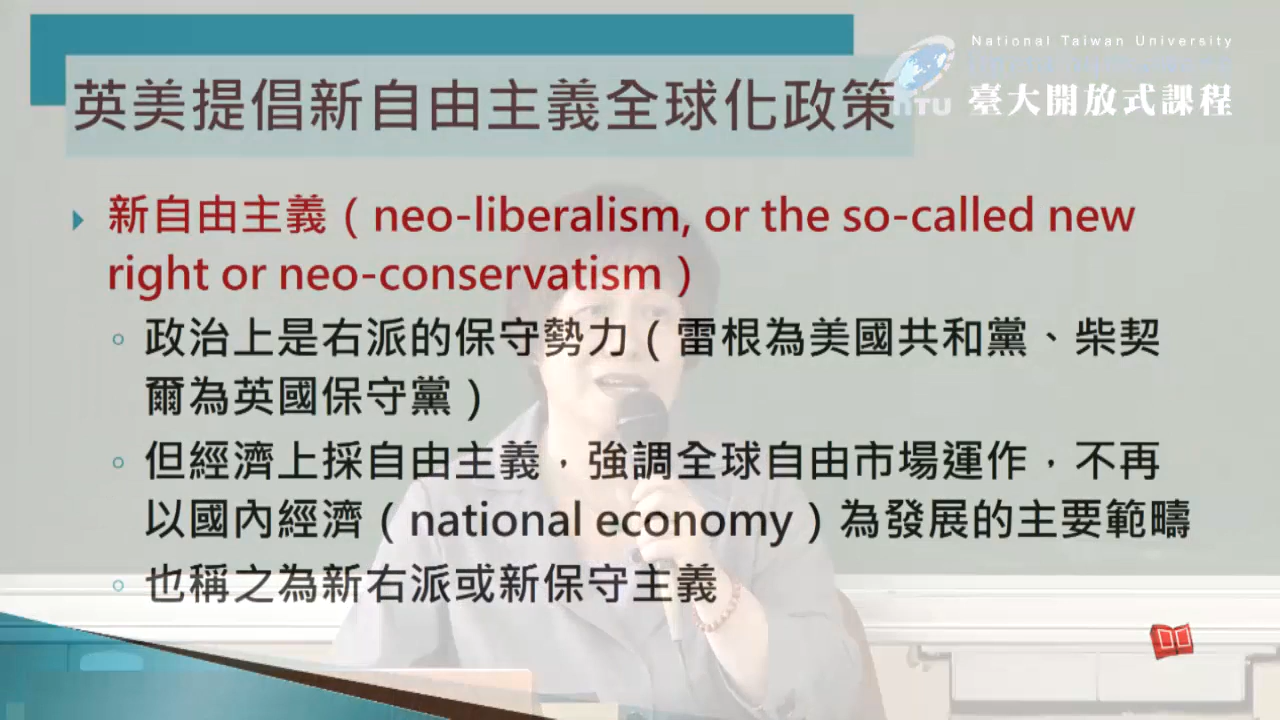 National Taiwan University
臺大開放式課程
NTU
英美提倡新自由主義全球化政策
新自由主義（neo-liberalism, or the so-called new
right or neo-conservatism）
政治上是右派的保守勢力（雷根為美國共和黨、柴契
爾為英國保守黨）
但經濟上採自由主義，強調全球自由市場運作，不再
以國內經濟（national economy）為發展的主要範疇
也稱之為新右派或新保守主義